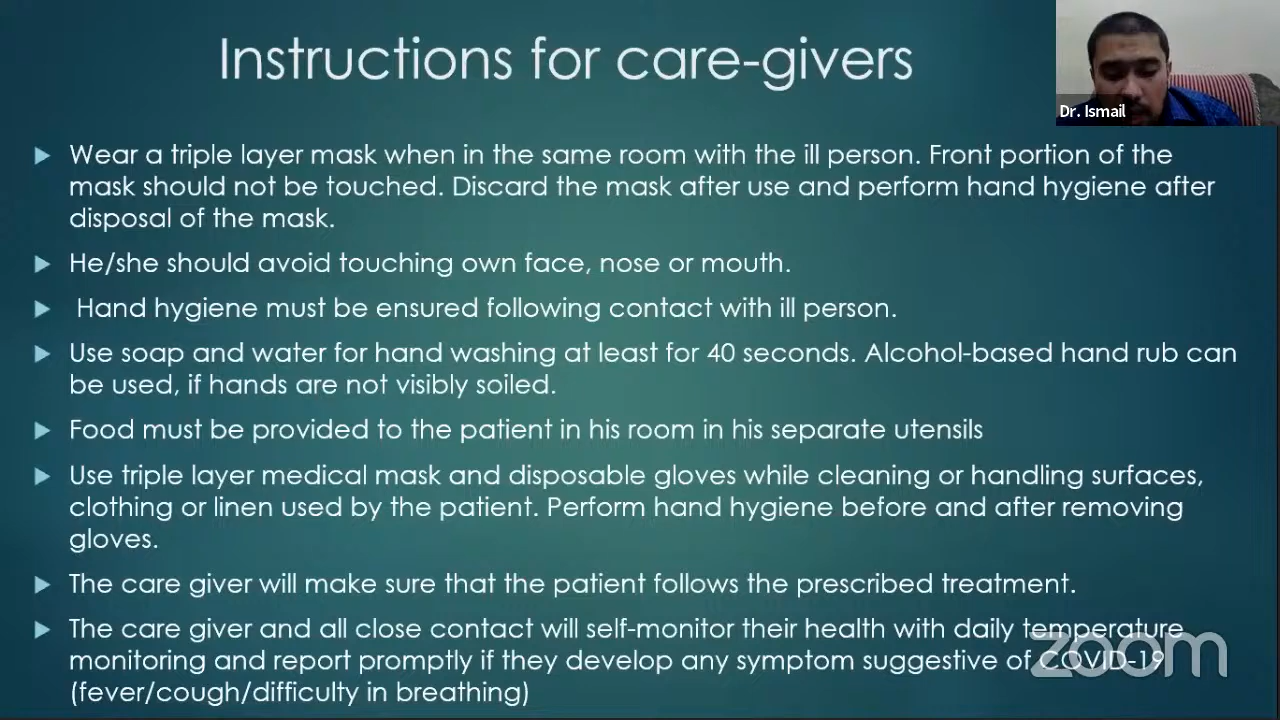 Instructions for care-givers
Dr. Ismail
Wear a triple layer mask when in the same room with the ill person. Front portion of the
mask should not be touched. Discard the mask after use and perform hand hygiene after
disposal of the mask.
He/she should avoid touching own face, nose or mouth.
Hand hygiene must be ensured following contact with ill person.
Use soap and water for hand washing at least for 40 seconds. Alcohol-based hand rub can
be used, if hands are not visibly soiled.
Food must be provided to the patient in his room in his separate utensils
Use triple layer medical mask and disposable gloves while cleaning or handling surfaces,
clothing or linen used by the patient. Perform hand hygiene before and after removing
gloves.
The care giver will make sure that the patient follows the prescribed treatment.
The care giver and all close contact will self-monitor their health with daily temperature
monitoring and report promptly if they develop any symptom suggestive of COVID-19
(fever/cough/difficulty in breathing)
zoom